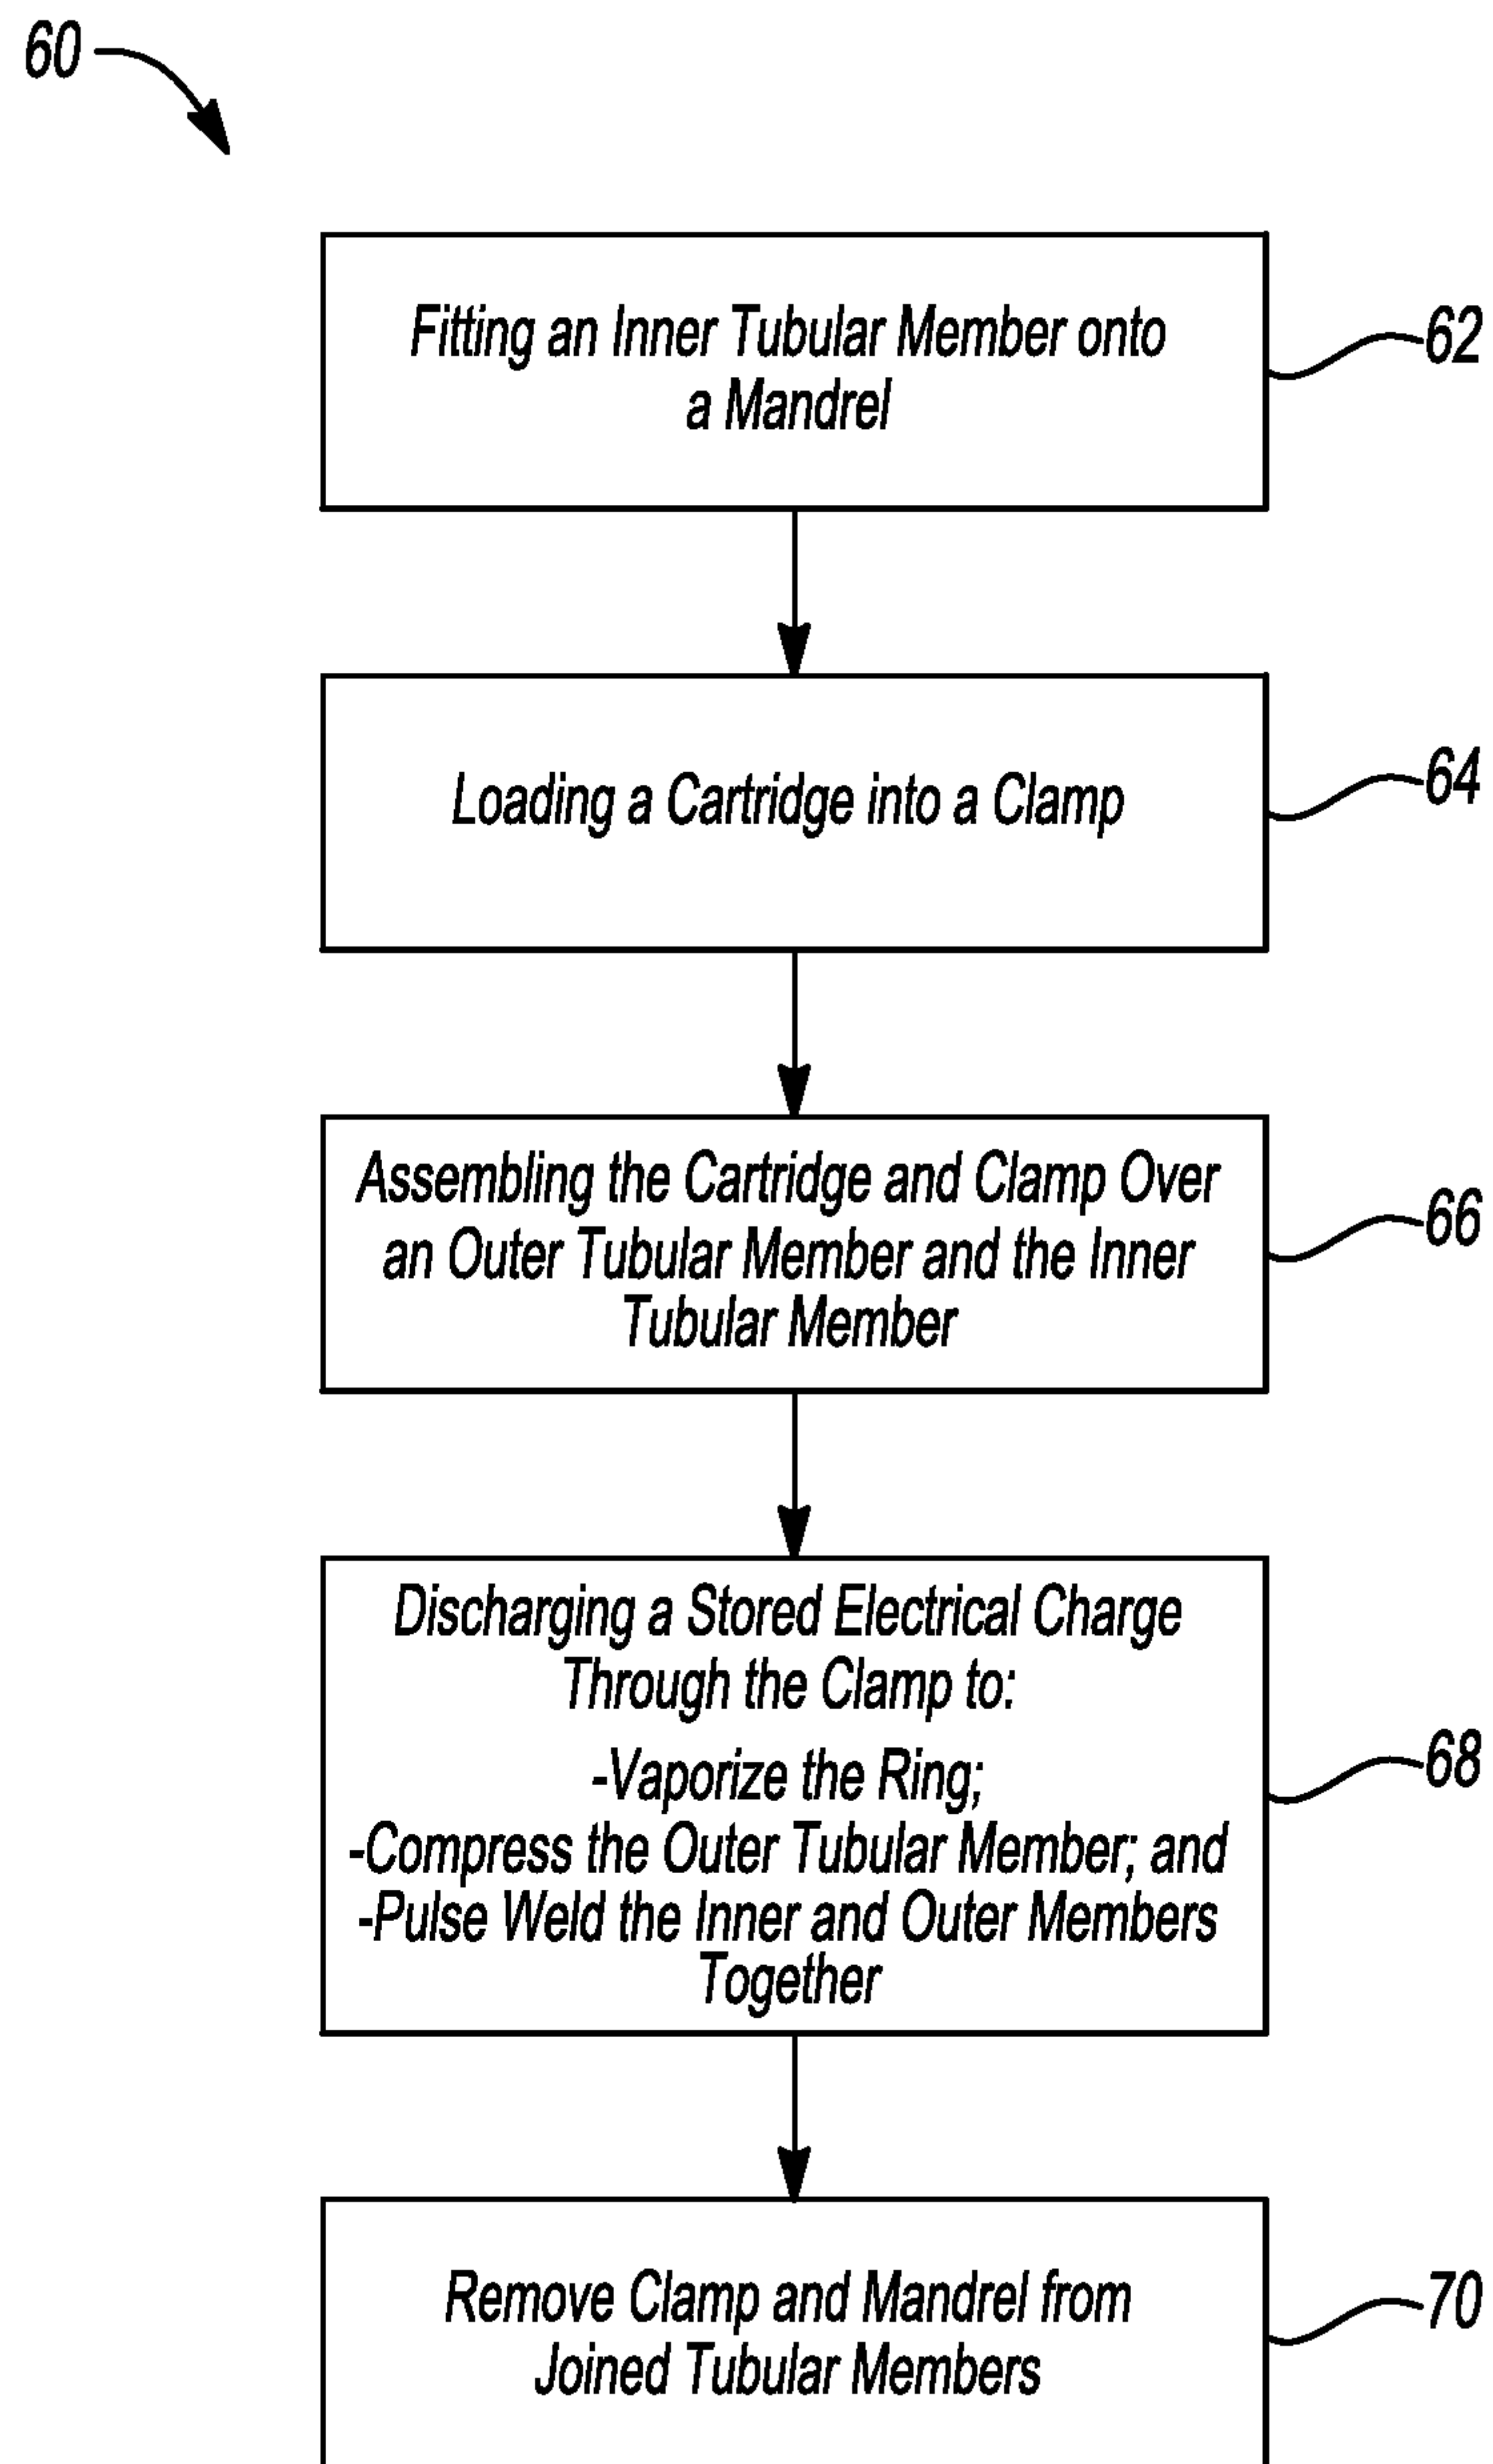 60
Fitting an Inner Tubular Member onto
a Mandrel
62
Loading a Cartridge into a Clamp
64
Assembling the Cartridge and Clamp Over
an Outer Tubular Member and the Inner
Tubular Member
66
Discharging a Stored Electrical Charge
Through the Clamp to:
-Vaporize the Ring;
-Compress the Outer Tubular Member; and
-Pulse Weld the Inner and Outer Members
Together
68
Remove Clamp and Mandrel from
Joined Tubular Members
70